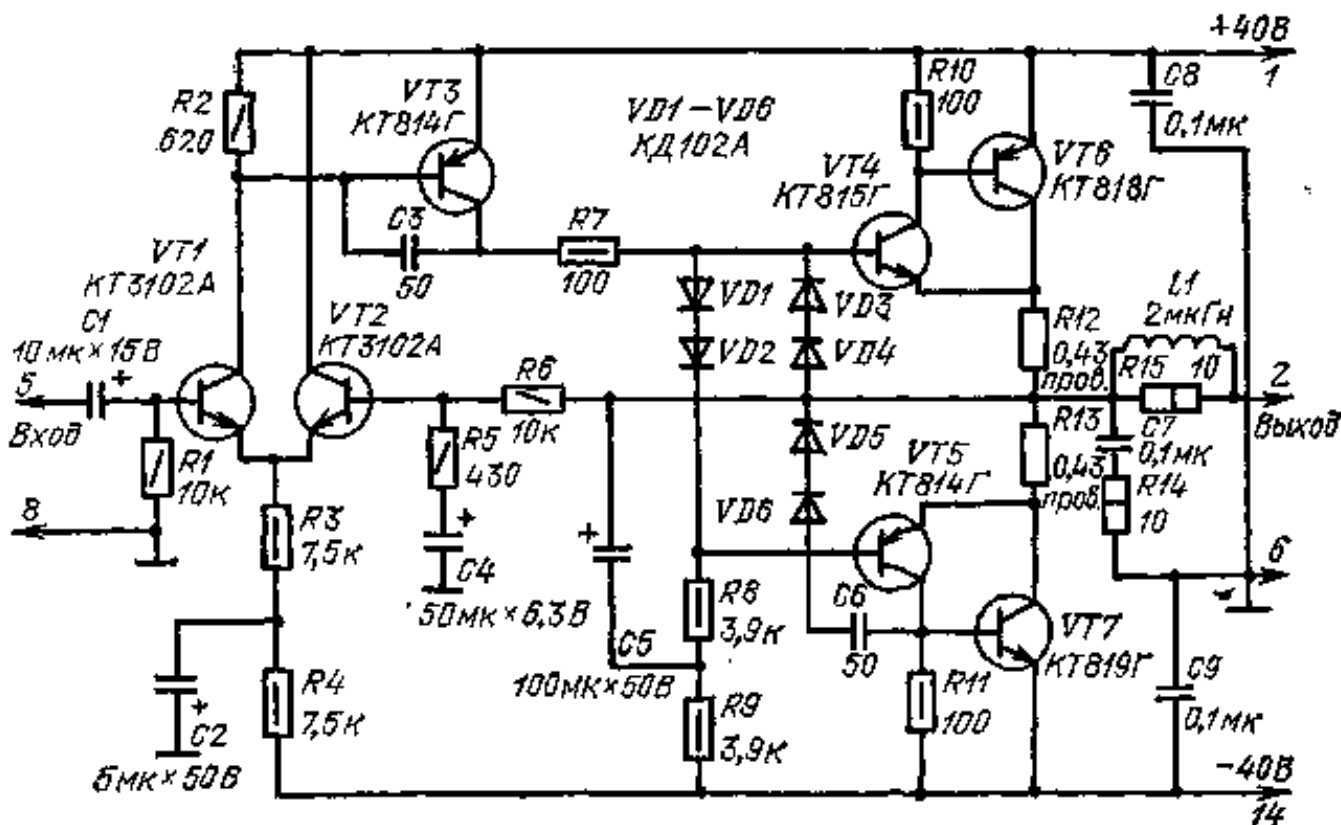 +40В
1
R2
620
VT3
КТ814Г
VD1–VD6
КД102А
R10
100
C8
0,1мк
VT4
КТ815Г
VT6
КТ818Г
C3
50
R7
100
VT1
КТ3102А
VD1
VD3
L1
2мкГн
C1
10мк×15В
VT2
КТ3102А
VD2
VD4
R12
0,43
пров.
R15
10
5
Вход
R6
10к
2
Выход
R1
10к
R5
430
VD5
VT5
КТ814Г
R13
0,43
пров.
C7
0,1мк
R14
10
8
R3
7,5к
VD6
6
C4
50мк×6,3В
R8
3,9к
C6
50
VT7
КТ819Г
C5
100мк×50В
R4
7,5к
R9
3,9к
R11
100
C9
0,1мк
C2
5мк×50В
–40В
14